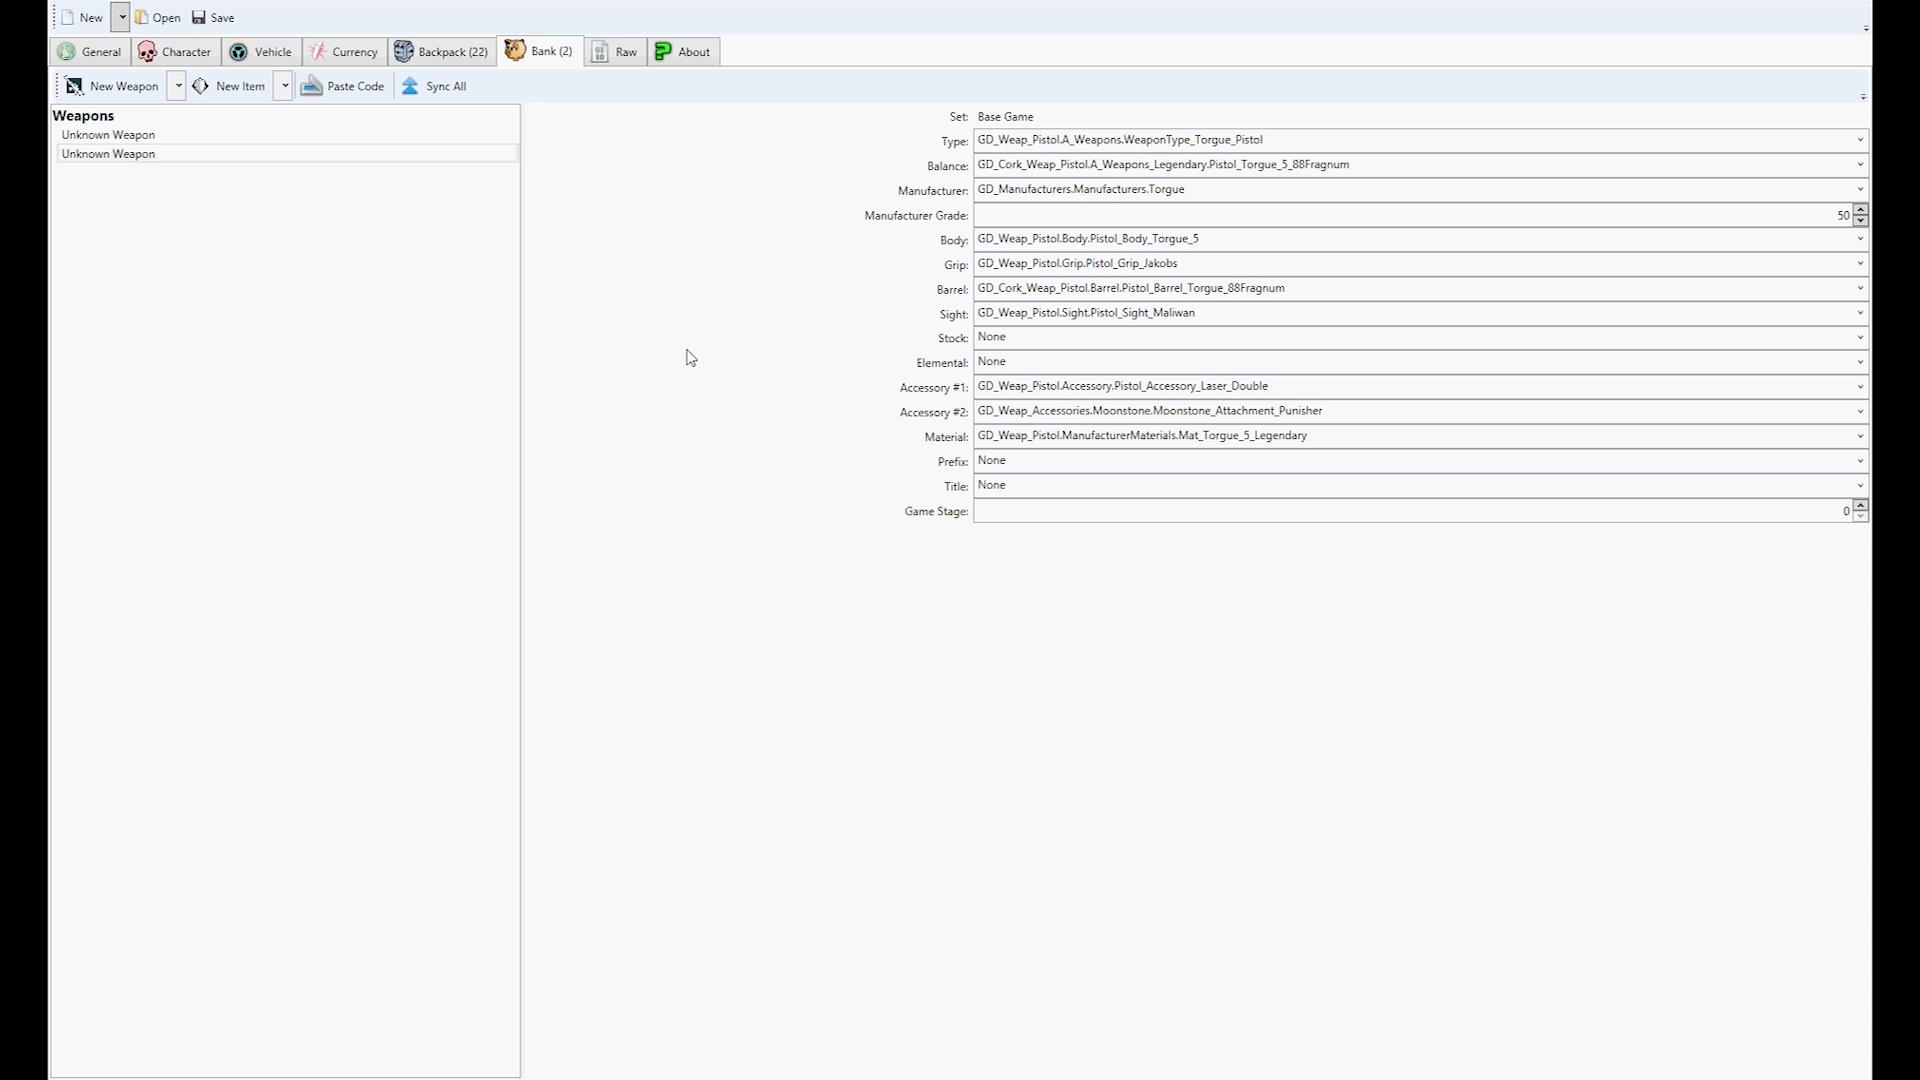 New Open Save
General Character Vehicle Currency Backpack (22) Bank (2) Raw About
New Weapon New Item Paste Code Sync All
Weapons
Unknown Weapon
Unknown Weapon
Set: Base Game
Type: GD_Weap_Pistol.A_Weapons.WeaponType_Torgue_Pistol
Balance: GD_Cork_Weap_Pistol.A_Weapons_Legendary.Pistol_Torgue_5_88Fragnum
Manufacturer: GD_Manufacturers.Manufacturers.Torgue
Manufacturer Grade: 50
Body: GD_Weap_Pistol.Body.Pistol_Body_Torgue_5
Grip: GD_Weap_Pistol.Grip.Pistol_Grip_Jakobs
Barrel: GD_Cork_Weap_Pistol.Barrel.Pistol_Barrel_Torgue_88Fragnum
Sight: GD_Weap_Pistol.Sight.Pistol_Sight_Maliwan
Stock: None
Elemental: None
Accessory #1: GD_Weap_Pistol.Accessory.Pistol_Accessory_Laser_Double
Accessory #2: GD_Weap_Accessories.Moonstone.Moonstone_Attachment_Punisher
Material: GD_Weap_Pistol.ManufacturerMaterials.Mat_Torgue_5_Legendary
Prefix: None
Title: None
Game Stage: 0